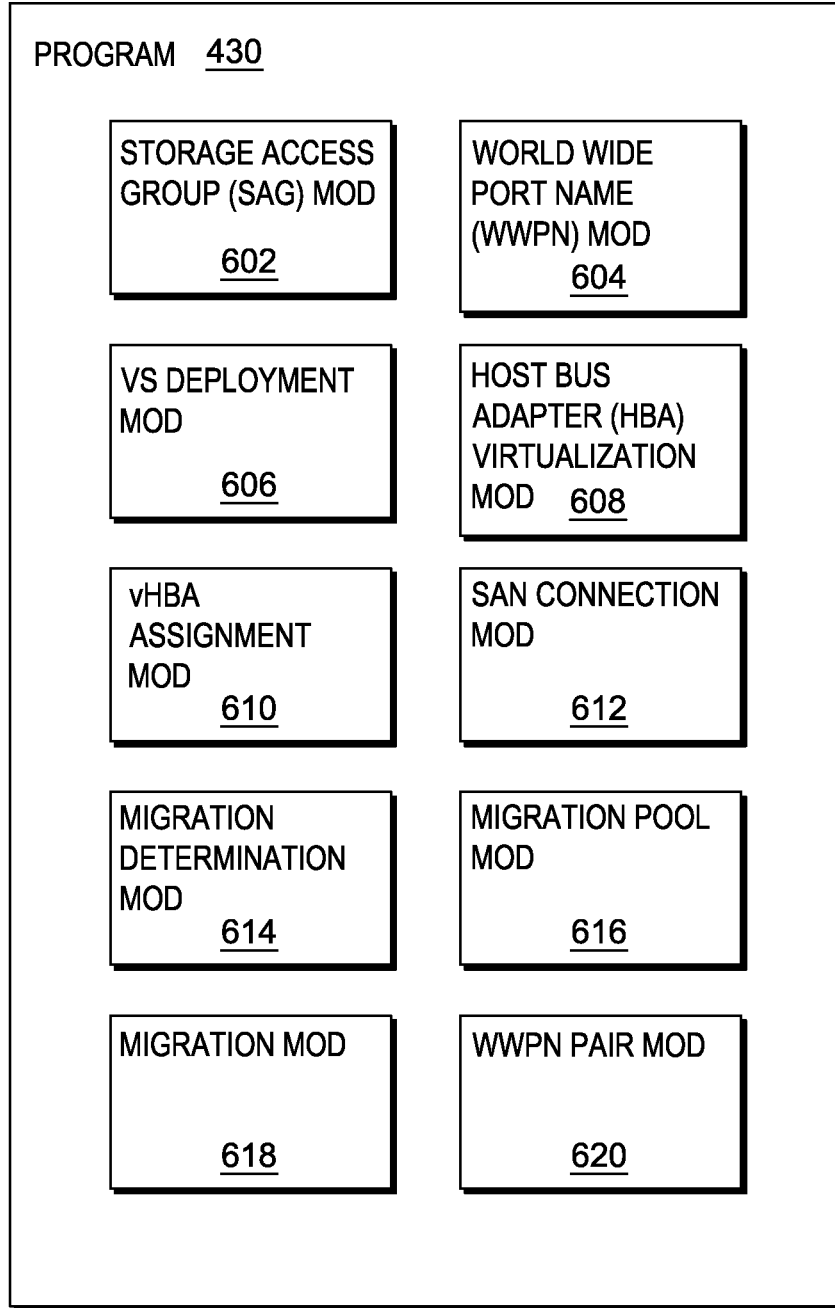 PROGRAM 430
STORAGE ACCESS
GROUP (SAG) MOD
602
WORLD WIDE
PORT NAME
(WWPN) MOD
604
VS DEPLOYMENT
MOD
606
HOST BUS
ADAPTER (HBA)
VIRTUALIZATION
MOD 608
vHBA
ASSIGNMENT
MOD
610
SAN CONNECTION
MOD
612
MIGRATION
DETERMINATION
MOD
614
MIGRATION POOL
MOD
616
MIGRATION MOD
618
WWPN PAIR MOD
620